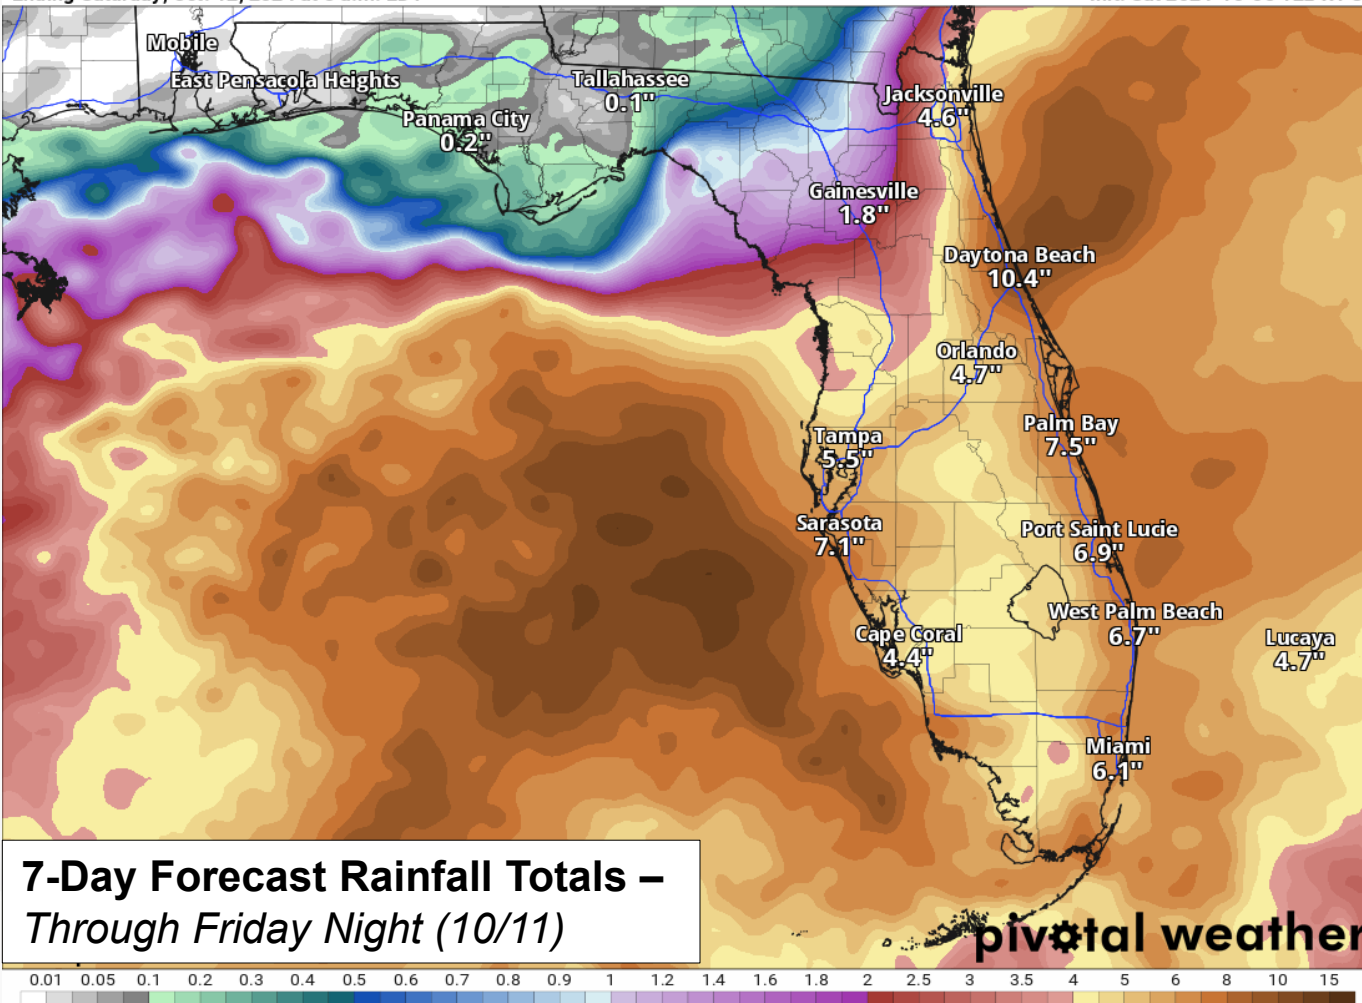 Mobile
East Pensacola Heights
Tallahassee
0.1"
Jacksonville
4.6"
Panama City
0.2"
Gainesville
1.8"
Daytona Beach
10.4"
Orlando
4.7"
Palm Bay
7.5"
Tampa
5.5"
Sarasota
7.1"
Port Saint Lucie
6.9"
West Palm Beach
6.7"
Cape Coral
4.4"
Lucaya
4.7"
Miami
6.1"
7-Day Forecast Rainfall Totals –
Through Friday Night (10/11)
pivotal weather
0.01 0.05 0.1 0.2 0.3 0.4 0.5 0.6 0.7 0.8 0.9 1 1.2 1.4 1.6 1.8 2 2.5 3 3.5 4 5 6 8 10 15